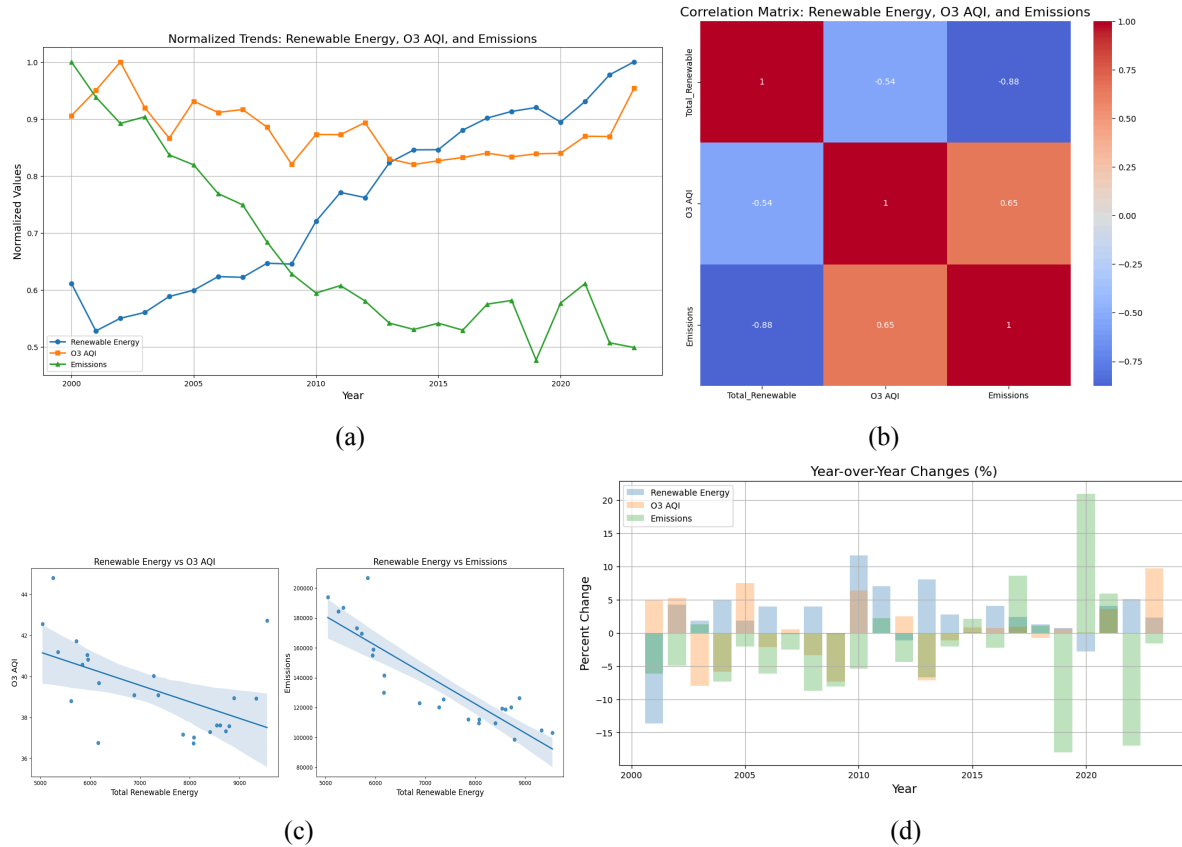 Normalized Trends: Renewable Energy, O3 AQI, and Emissions
1.0
0.9
0.8
0.7
0.6
0.5
Normalized Values
Renewable Energy
O3 AQI
Emissions
2000 2005 2010 2015 2020
Year
(a)
Correlation Matrix: Renewable Energy, O3 AQI, and Emissions
Total_Renewable
O3 AQI
Emissions
1 -0.54 -0.88
-0.54 1 0.65
-0.88 0.65 1
Total_Renewable O3 AQI Emissions
1.00
0.75
0.50
0.25
0.00
−0.25
−0.50
−0.75
(b)
Renewable Energy vs O3 AQI
44
42
40
38
36
O3 AQI
5000 6000 7000 8000 9000
Total Renewable Energy
Renewable Energy vs Emissions
200000
180000
160000
140000
120000
100000
80000
Emissions
5000 6000 7000 8000 9000
Total Renewable Energy
(c)
Year-over-Year Changes (%)
Renewable Energy
O3 AQI
Emissions
20
15
10
5
0
−5
−10
−15
Percent Change
2000 2005 2010 2015 2020
Year
(d)